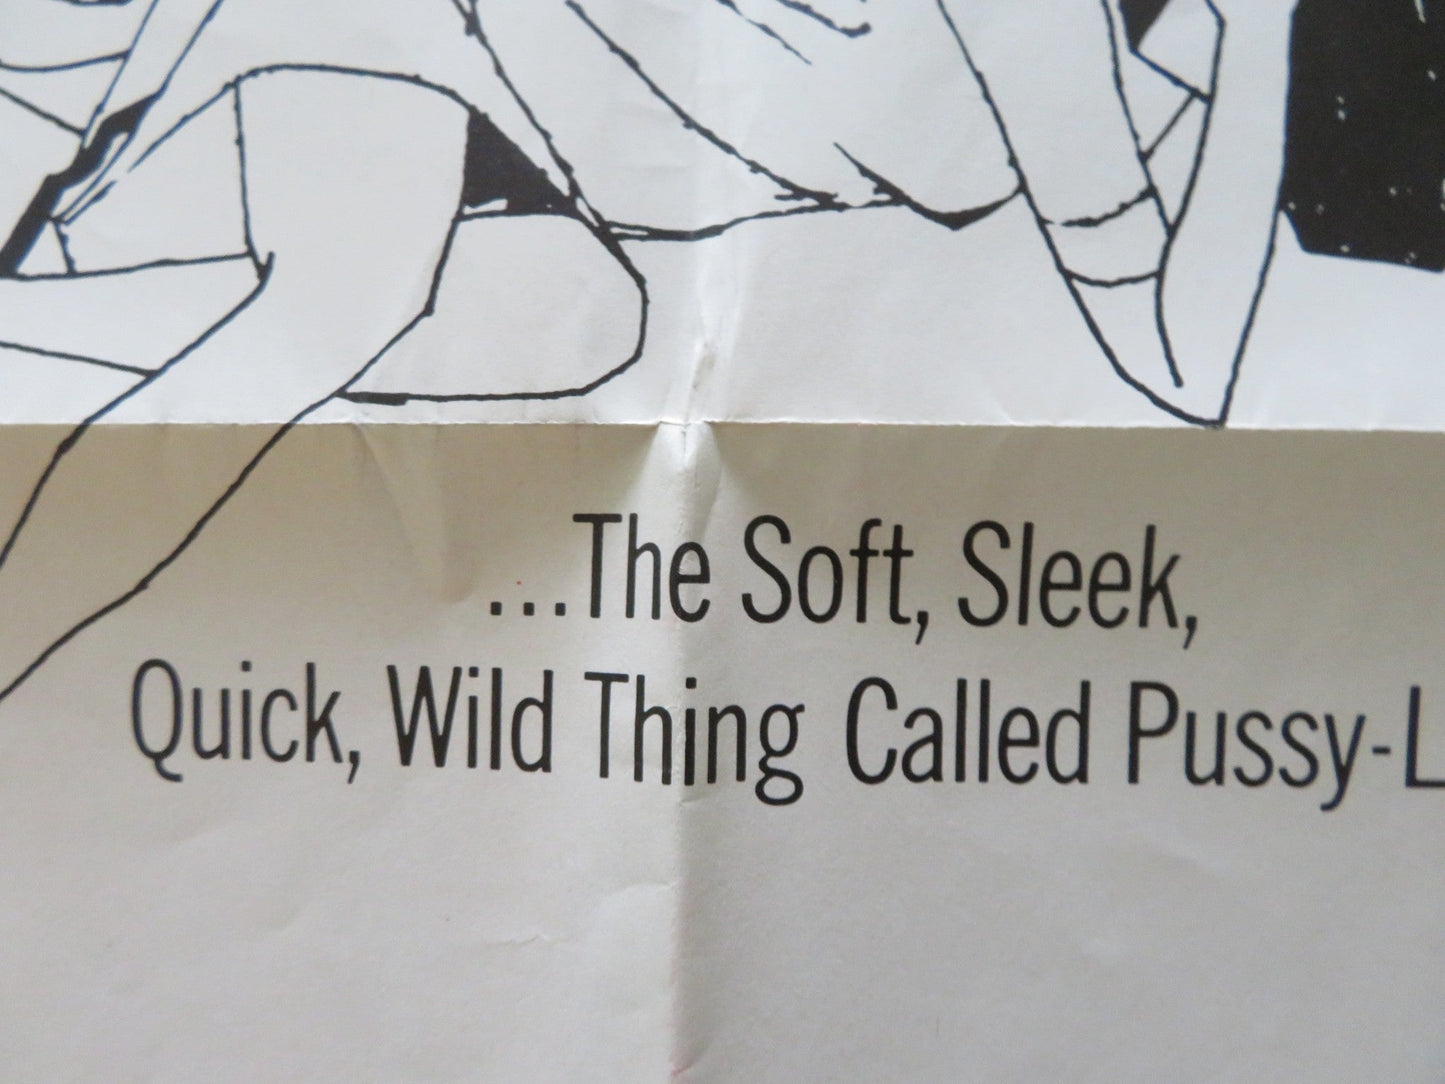 ...The Soft, Sleek,
Quick, Wild Thing Called Pussy-L